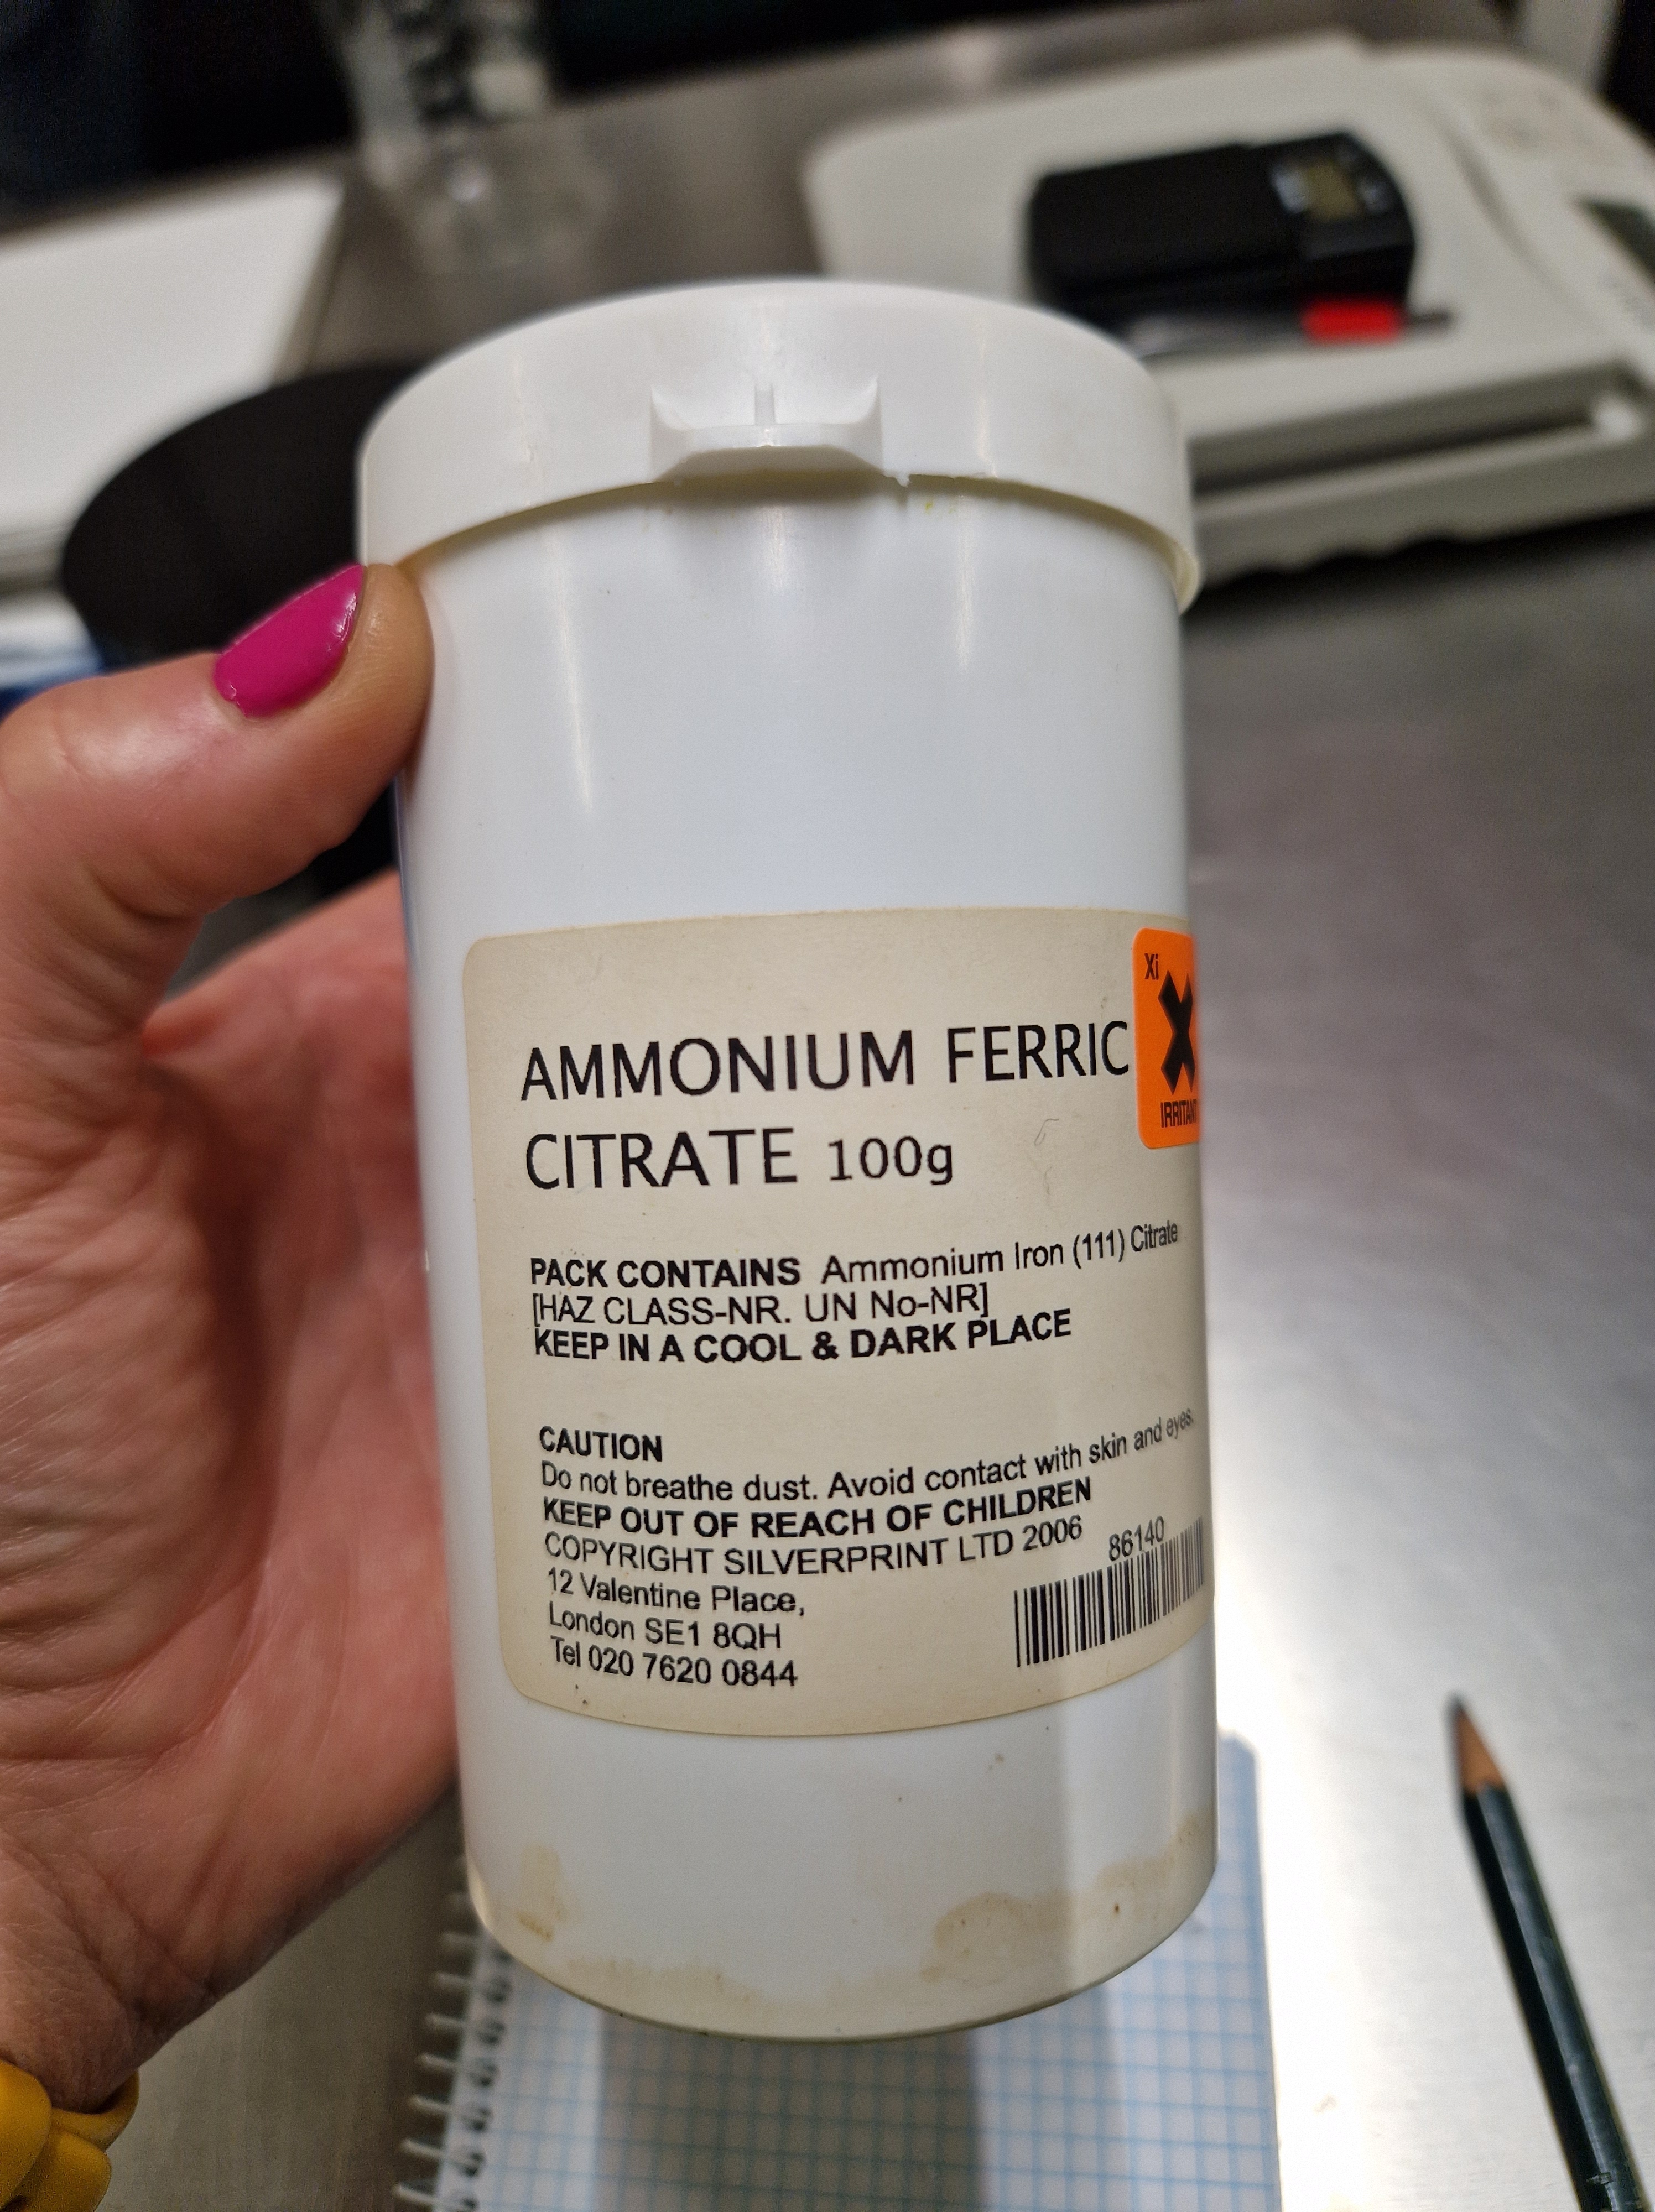 AMMONIUM FERRIC
CITRATE 100g
Xi
IRRITANT
PACK CONTAINS Ammonium Iron (111) Citrate
[HAZ CLASS-NR. UN No-NR]
KEEP IN A COOL & DARK PLACE
CAUTION
Do not breathe dust. Avoid contact with skin and eyes.
KEEP OUT OF REACH OF CHILDREN
COPYRIGHT SILVERPRINT LTD 2006
12 Valentine Place,
London SE1 8QH
Tel 020 7620 0844
86140